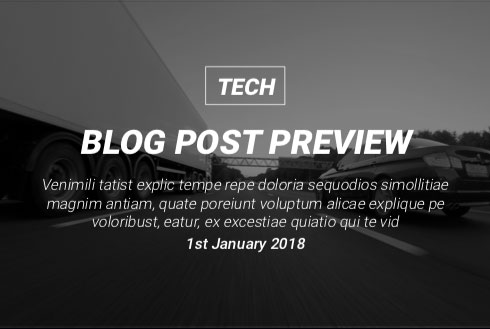 TECH
BLOG POST PREVIEW
Venimili tatist explic tempe repe doloria sequodios simollitiae
magnim antiam, quate poreiunt voluptum alicae explique pe
voloribust, eatur, ex excestiae quiatio qui te vid
1st January 2018